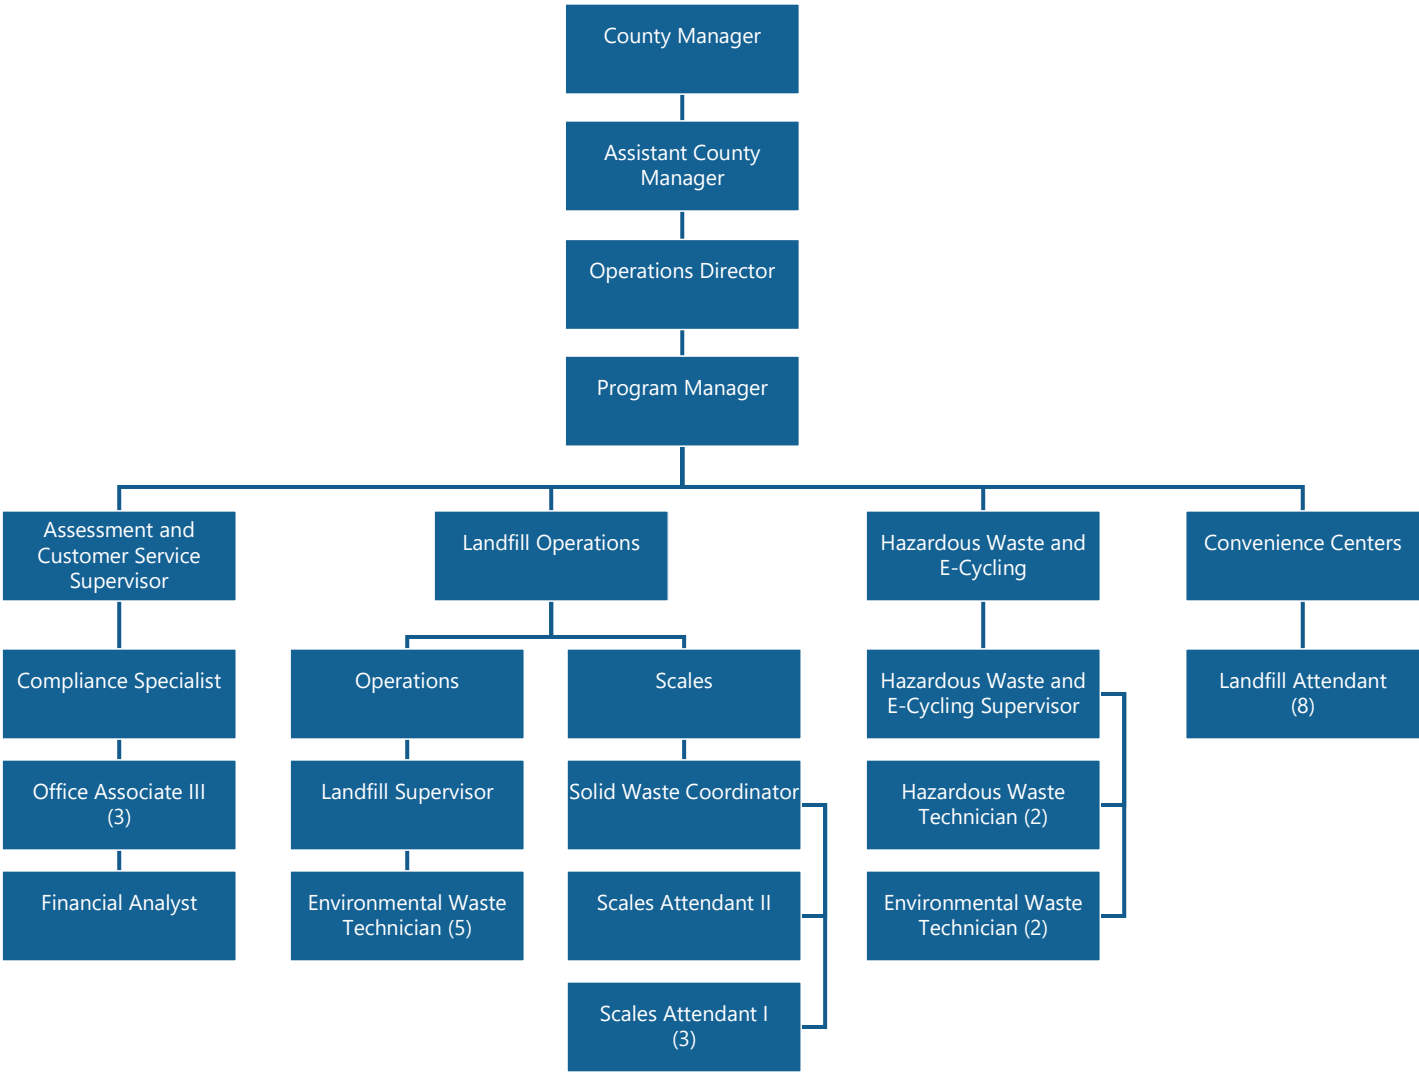 County Manager
Assistant County
Manager
Operations Director
Program Manager
Assessment and
Customer Service
Supervisor
Landfill Operations
Hazardous Waste and
E-Cycling
Convenience Centers
Compliance Specialist
Operations
Scales
Hazardous Waste and
E-Cycling Supervisor
Landfill Attendant
(8)
Office Associate III
(3)
Landfill Supervisor
Solid Waste Coordinator
Hazardous Waste
Technician (2)
Financial Analyst
Environmental Waste
Technician (5)
Scales Attendant II
Environmental Waste
Technician (2)
Scales Attendant I
(3)